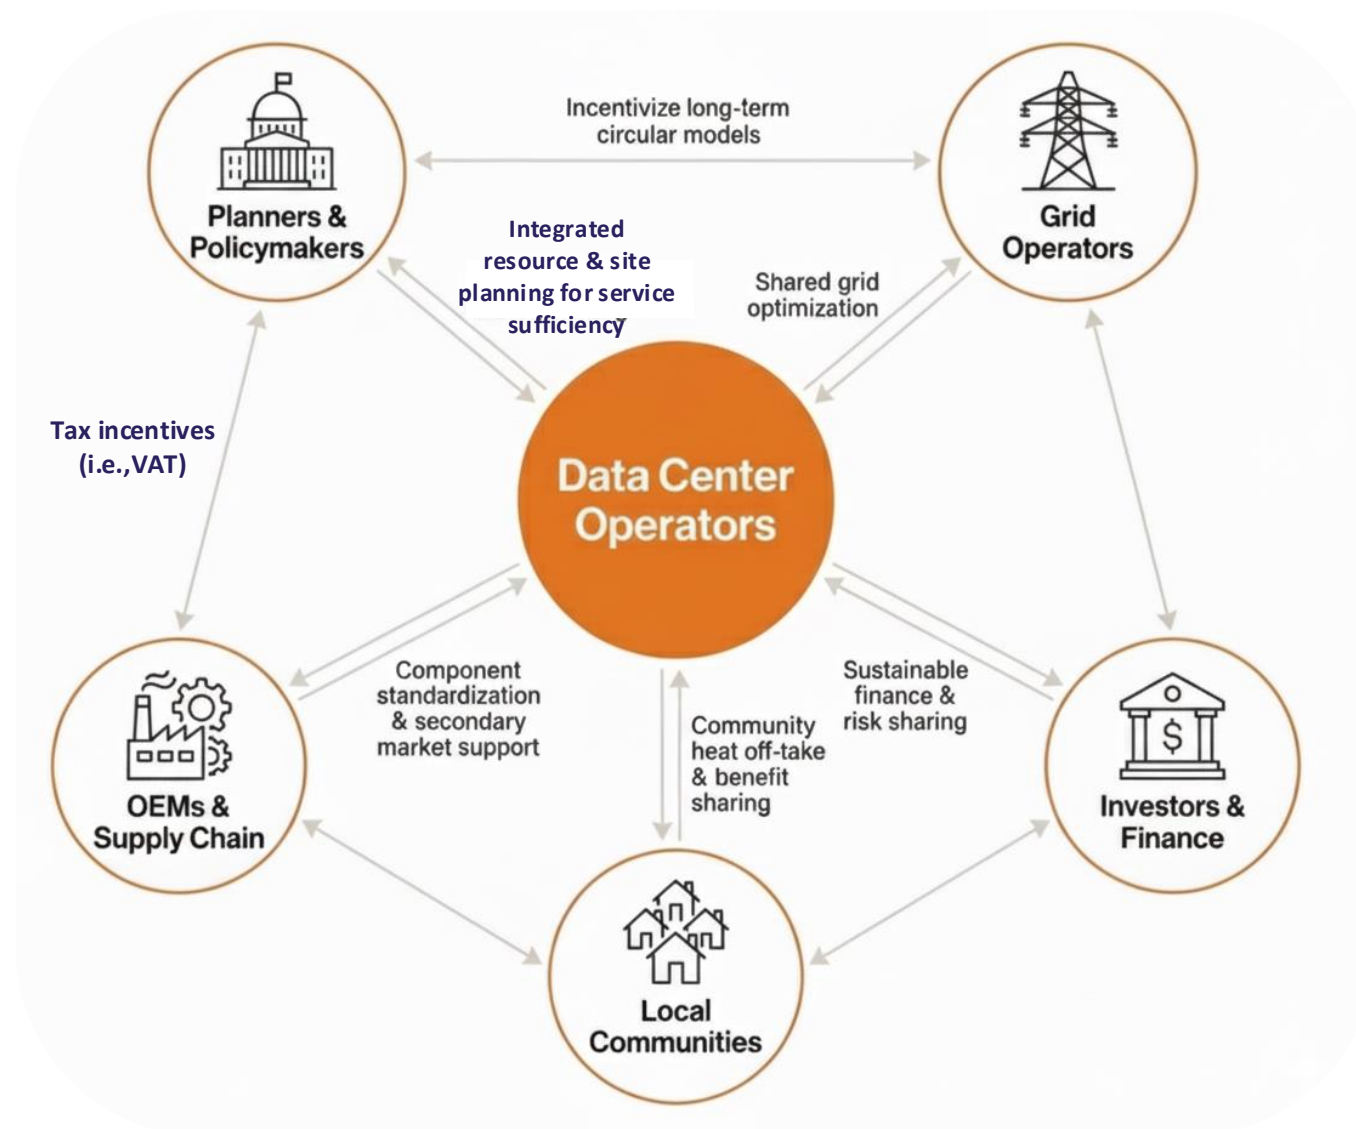 Incentivize long-term
circular models
Planners &
Policymakers
Grid
Operators
Integrated
resource & site
planning for service
sufficiency
Shared grid
optimization
Tax incentives
(i.e.,VAT)
Data Center
Operators
Component
standardization
& secondary
market support
Sustainable
finance &
risk sharing
Community
heat off-take
& benefit
sharing
$
OEMs &
Supply Chain
Investors &
Finance
Local
Communities